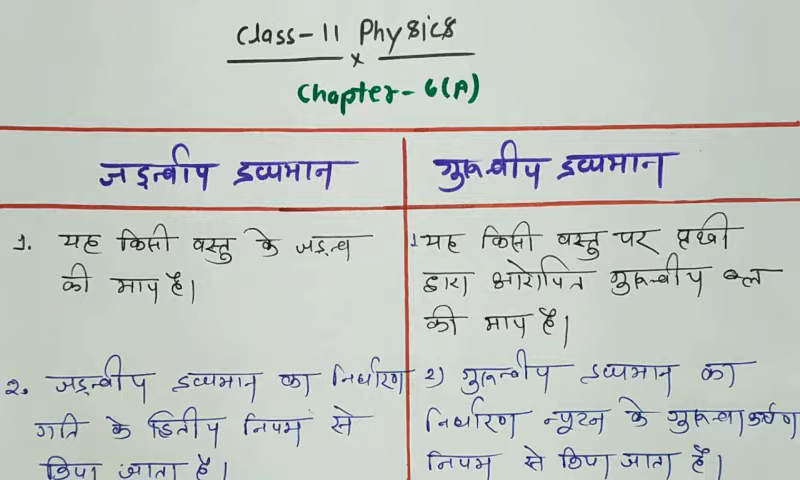 Class-11 Physics
x
Chapter-6(A)
जड़त्वीय द्रव्यमान
गुरूत्वीय द्रव्यमान
1. यह किसी वस्तु के जड़त्व
की माप है।
1 यह किसी वस्तु पर पृथ्वी
द्वारा आरोपित गुरूत्वीय बल
की माप है।
2. जड़त्वीय द्रव्यमान का निर्धारण
गति के द्वितीय नियम से
किया जाता है।
2) गुरूत्वीय द्रव्यमान का
निर्धारण न्यूटन के गुरूत्वाकर्षण
नियम से किया जाता है।